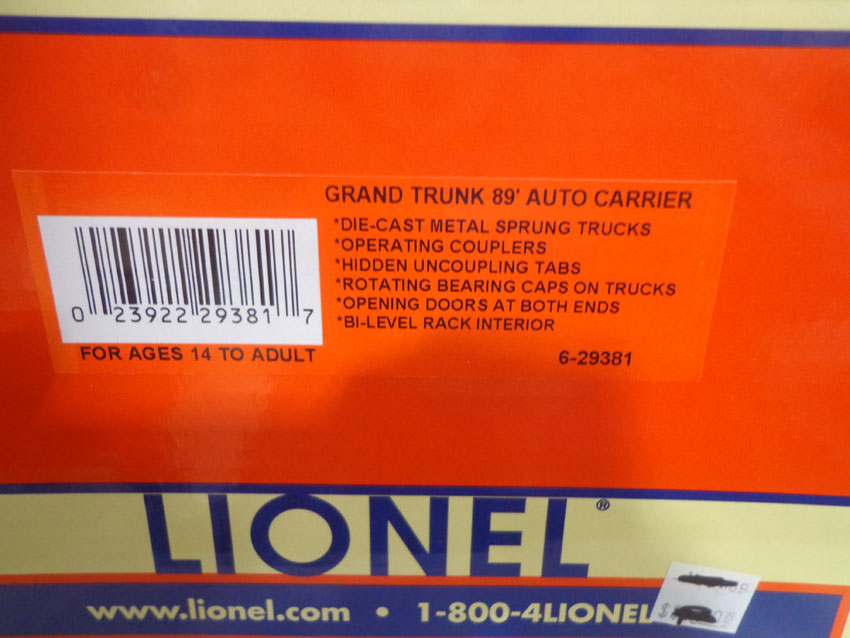 GRAND TRUNK 89' AUTO CARRIER
*DIE-CAST METAL SPRUNG TRUCKS
*OPERATING COUPLERS
*HIDDEN UNCOUPLING TABS
*ROTATING BEARING CAPS ON TRUCKS
*OPENING DOORS AT BOTH ENDS
*BI-LEVEL RACK INTERIOR
0 23922 29381 7
FOR AGES 14 TO ADULT
6-29381
LIONEL®
www.lionel.com • 1-800-4LIONEL